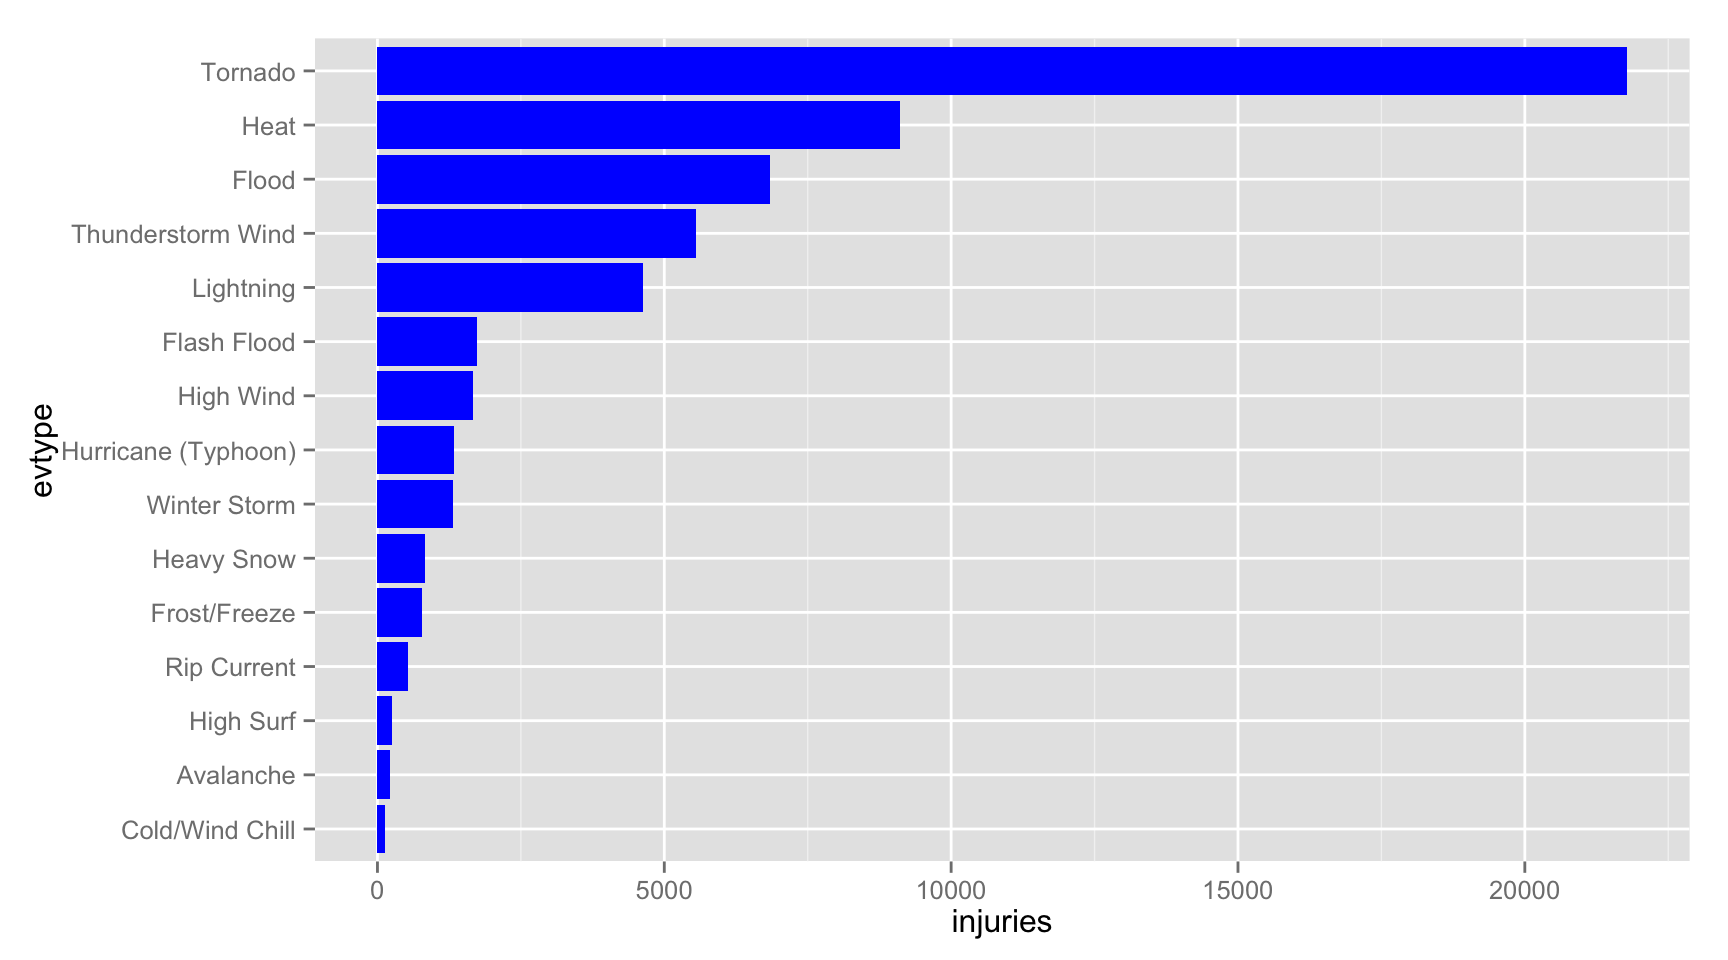 Tornado
Heat
Flood
Thunderstorm Wind
Lightning
Flash Flood
High Wind
evtype
Hurricane (Typhoon)
Winter Storm
Heavy Snow
Frost/Freeze
Rip Current
High Surf
Avalanche
Cold/Wind Chill
0 5000 10000 15000 20000
injuries